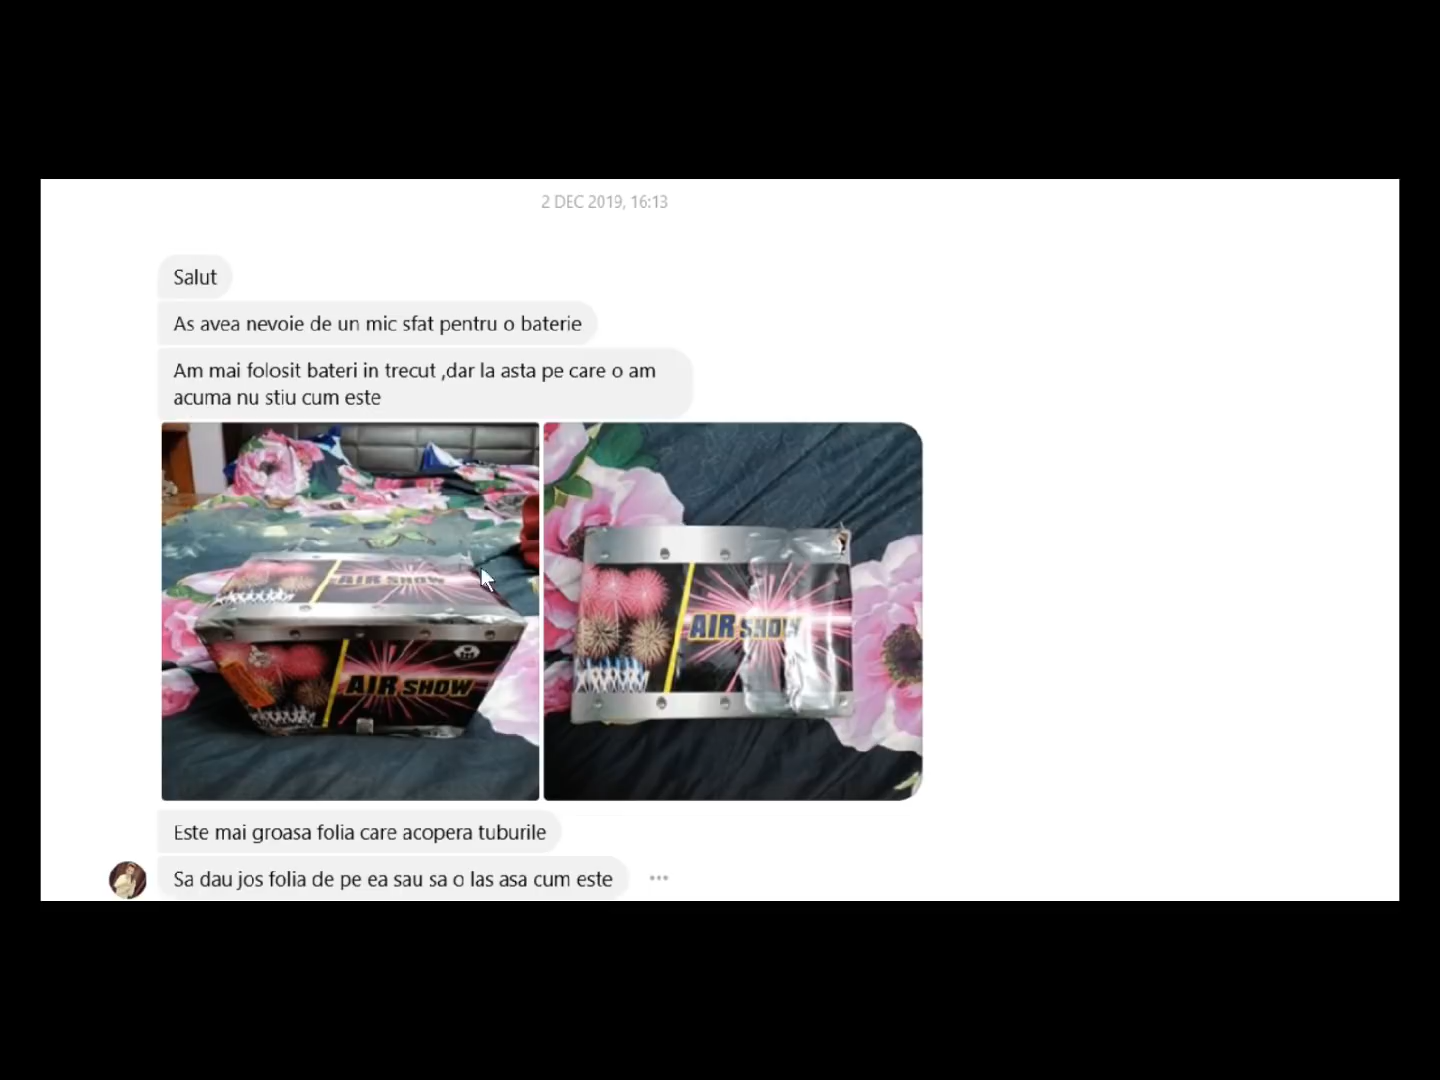 2 DEC 2019, 16:13
Salut
As avea nevoie de un mic sfat pentru o baterie
Am mai folosit bateri in trecut ,dar la asta pe care o am
acuma nu stiu cum este
AIR SHOW
AIR SHOW
AIR SHOW
Este mai groasa folia care acopera tuburile
Sa dau jos folia de pe ea sau sa o las asa cum este